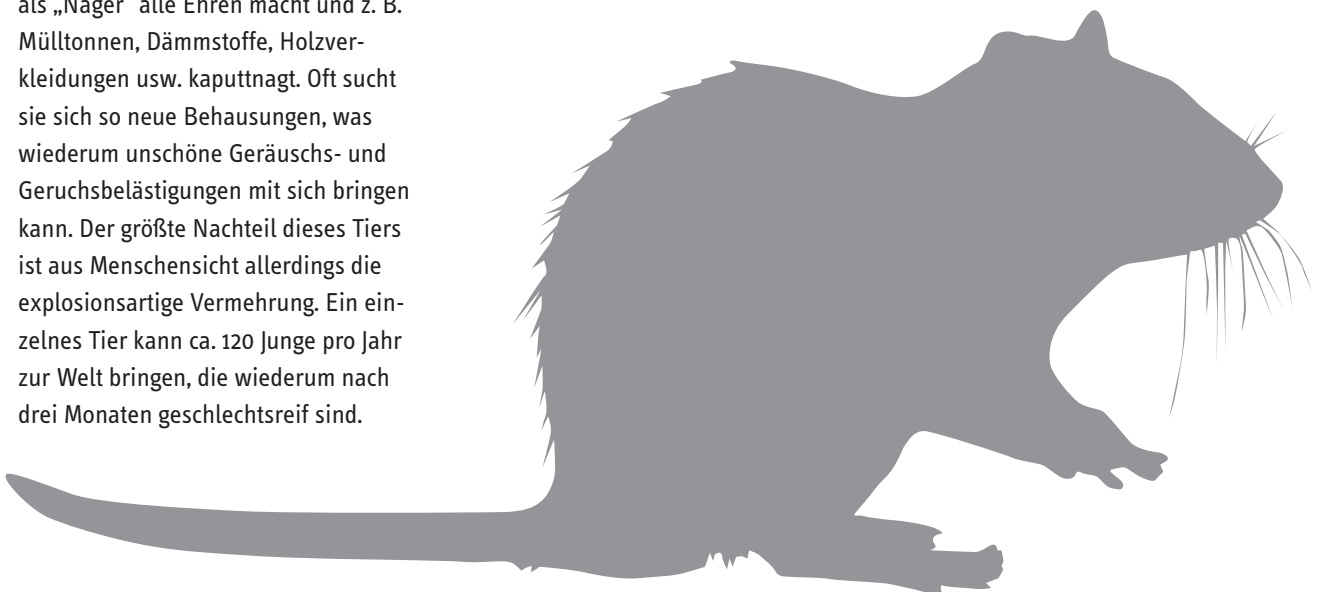 als „Nager“ alle Ehren macht und z. B.
Mülltonnen, Dämmstoffe, Holzver-
kleidungen usw. kaputtnagt. Oft sucht
sie sich so neue Behausungen, was
wiederum unschöne Geräuschs- und
Geruchsbelästigungen mit sich bringen
kann. Der größte Nachteil dieses Tiers
ist aus Menschensicht allerdings die
explosionsartige Vermehrung. Ein ein-
zelnes Tier kann ca. 120 Junge pro Jahr
zur Welt bringen, die wiederum nach
drei Monaten geschlechtsreif sind.